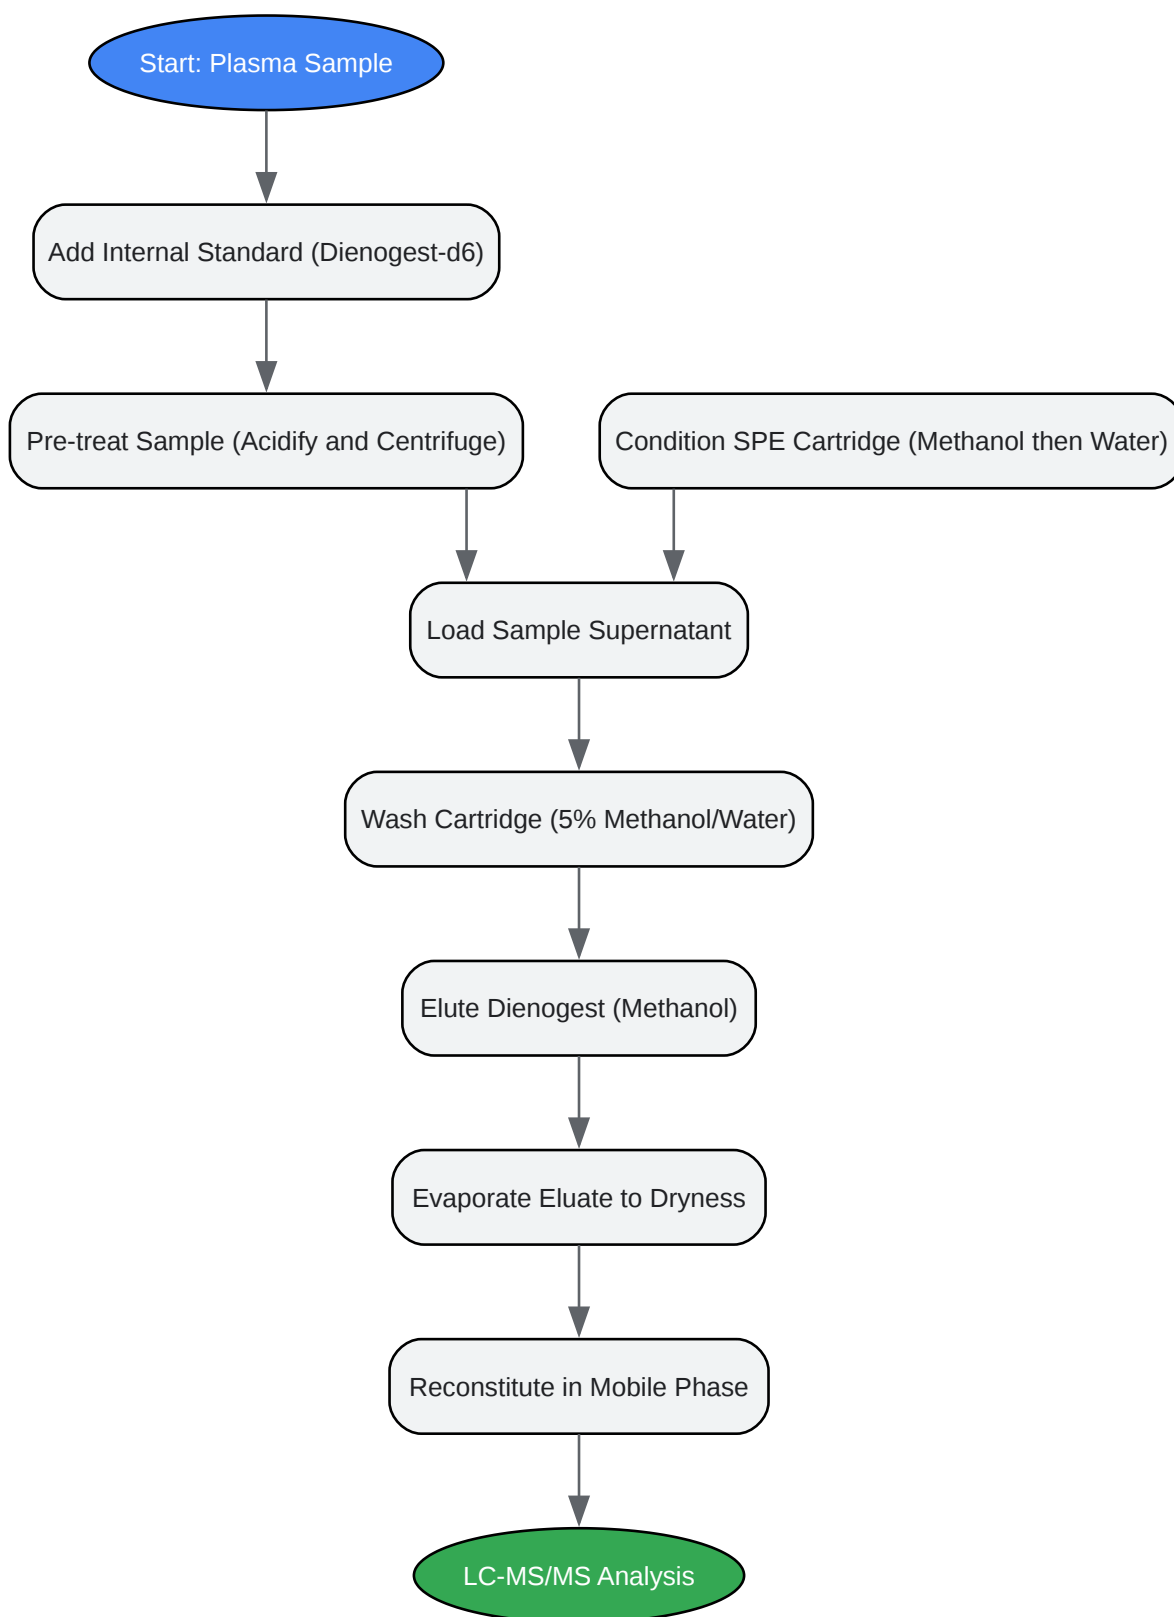 Start: Plasma Sample
Add Internal Standard (Dienogest-d6)
Pre-treat Sample (Acidify and Centrifuge)
Condition SPE Cartridge (Methanol then Water)
Load Sample Supernatant
Wash Cartridge (5% Methanol/Water)
Elute Dienogest (Methanol)
Evaporate Eluate to Dryness
Reconstitute in Mobile Phase
LC-MS/MS Analysis